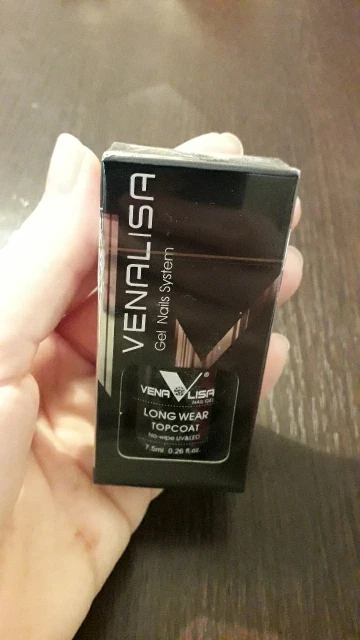 VENALISA
Gel Nails System
VENALISA®
NAIL GEL
LONG WEAR
TOPCOAT
No-wipe UV&LED
7.5ml 0.26 fl.oz